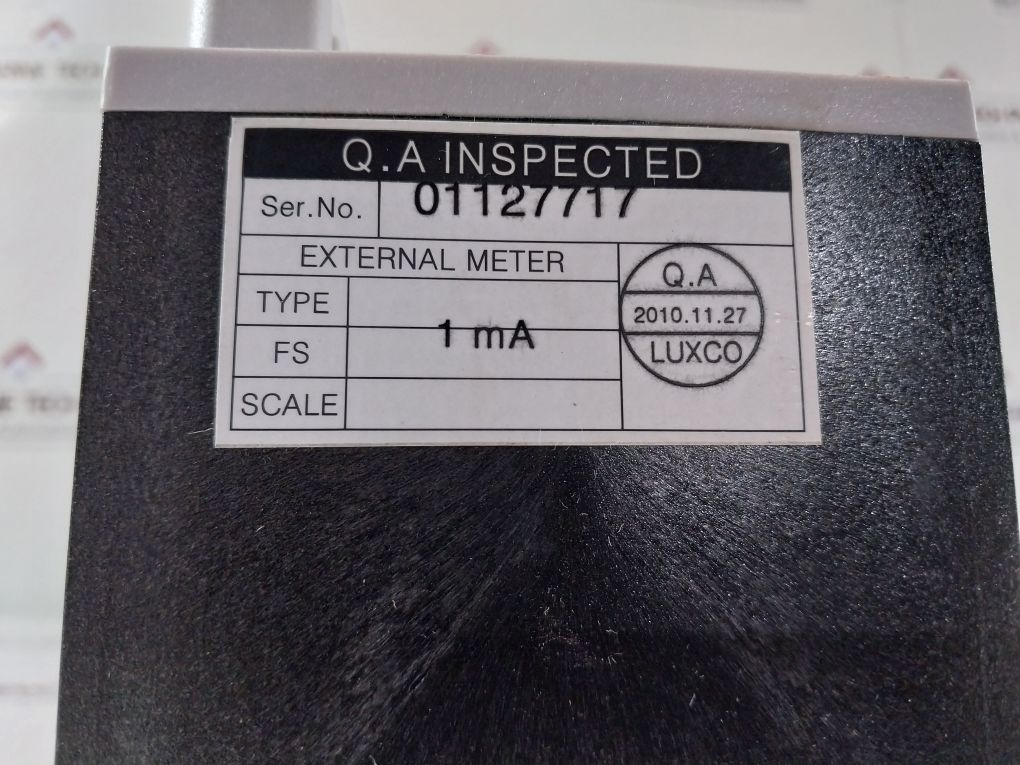 Q.A INSPECTED
Ser.No. 01127717
EXTERNAL METER
TYPE
FS 1 mA
SCALE
Q.A
2010.11.27
LUXCO